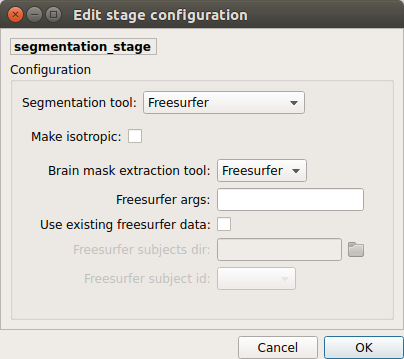 Edit stage configuration
segmentation_stage
Configuration
Segmentation tool: Freesurfer
Make isotropic:
Brain mask extraction tool: Freesurfer
Freesurfer args:
Use existing freesurfer data:
Freesurfer subjects dir:
Freesurfer subject id:
Cancel OK